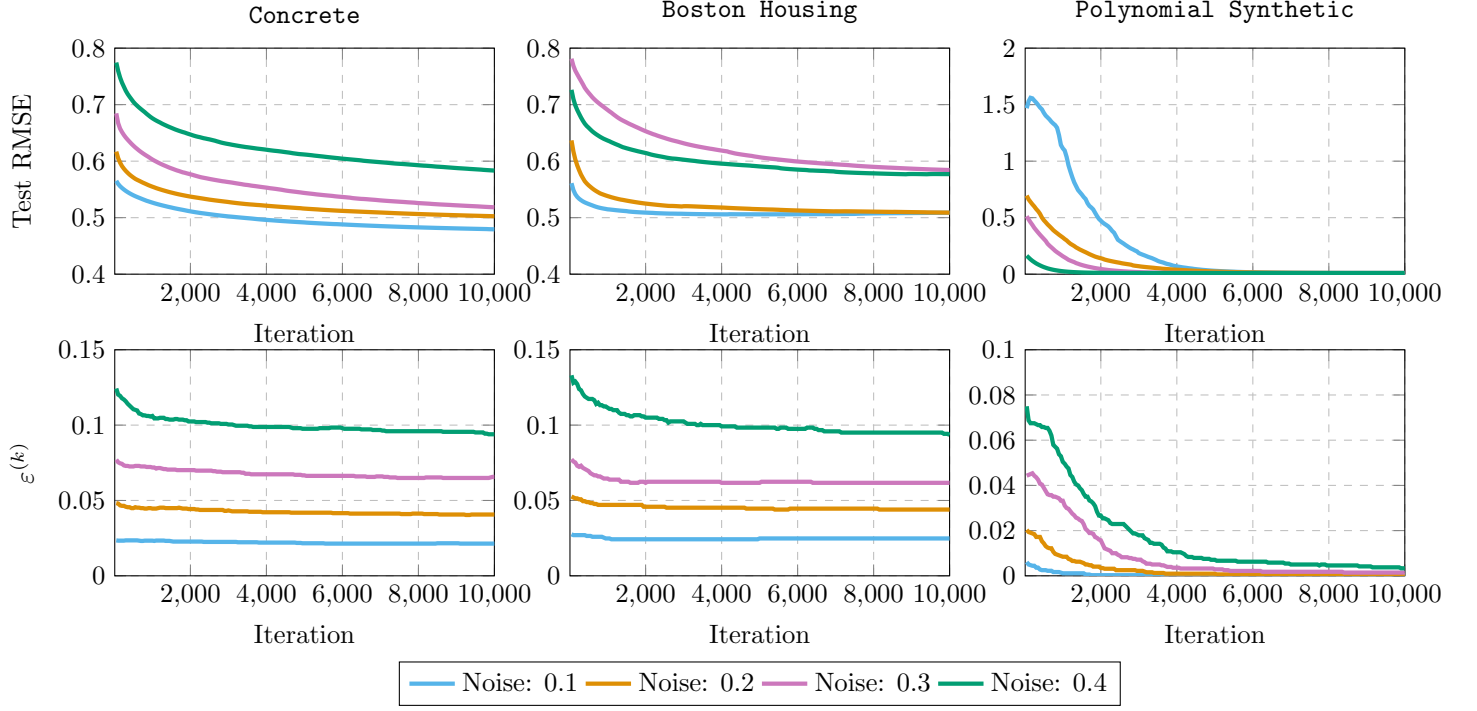 Concrete
Boston Housing
Polynomial Synthetic
0.8
0.7
0.6
0.5
0.4
Test RMSE
2,000 4,000 6,000 8,000 10,000
Iteration
0.8
0.7
0.6
0.5
0.4
2,000 4,000 6,000 8,000 10,000
Iteration
2
1.5
1
0.5
0
2,000 4,000 6,000 8,000 10,000
Iteration
0.15
0.1
0.05
0
ε(k)
2,000 4,000 6,000 8,000 10,000
Iteration
0.15
0.1
0.05
0
2,000 4,000 6,000 8,000 10,000
Iteration
0.1
0.08
0.06
0.04
0.02
0
2,000 4,000 6,000 8,000 10,000
Iteration
Noise: 0.1 Noise: 0.2 Noise: 0.3 Noise: 0.4